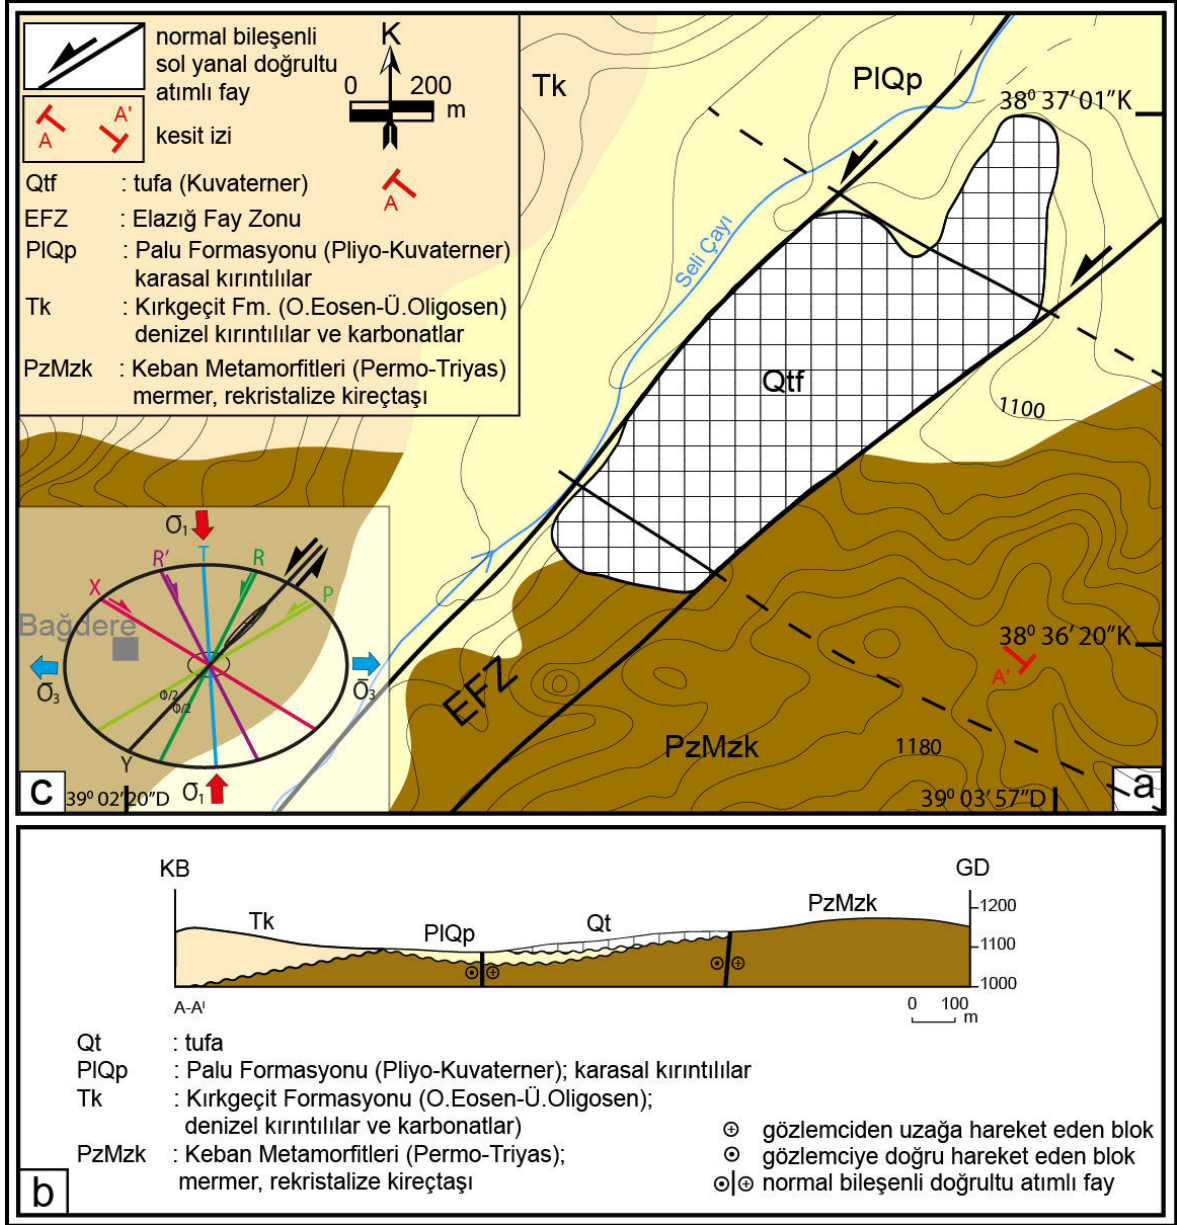 normal bileşenli
sol yanal doğrultu
atımlı fay
A A'
kesit izi
K
0 200
m
A
Qtf : tufa (Kuvaterner)
EFZ : Elazığ Fay Zonu
PlQp : Palu Formasyonu (Pliyo-Kuvaterner)
karasal kırıntılılar
Tk : Kırkgeçit Fm. (O.Eosen-Ü.Oligosen)
denizel kırıntılılar ve karbonatlar
PzMzk : Keban Metamorfitleri (Permo-Triyas)
mermer, rekristalize kireçtaşı
Tk
PlQp
38⁰ 37' 01"K
Seli Çayı
Qtf
1100
38⁰ 36' 20"K
A'
EFZ
PzMzk
1180
39⁰ 03' 57"D
a
σ1
R' T R
X P
Bağdere
σ3 σ3
Φ/2
Φ/2
Y
σ1
c
39⁰ 02' 20"D
KB GD
Tk PlQp Qt PzMzk
1200
1100
1000
A-A'
0 100
m
Qt : tufa
PlQp : Palu Formasyonu (Pliyo-Kuvaterner); karasal kırıntılılar
Tk : Kırkgeçit Formasyonu (O.Eosen-Ü.Oligosen);
denizel kırıntılılar ve karbonatlar)
PzMzk : Keban Metamorfitleri (Permo-Triyas);
mermer, rekristalize kireçtaşı
⊕ gözlemciden uzağa hareket eden blok
⊙ gözlemciye doğru hareket eden blok
⊙|⊕ normal bileşenli doğrultu atımlı fay
b